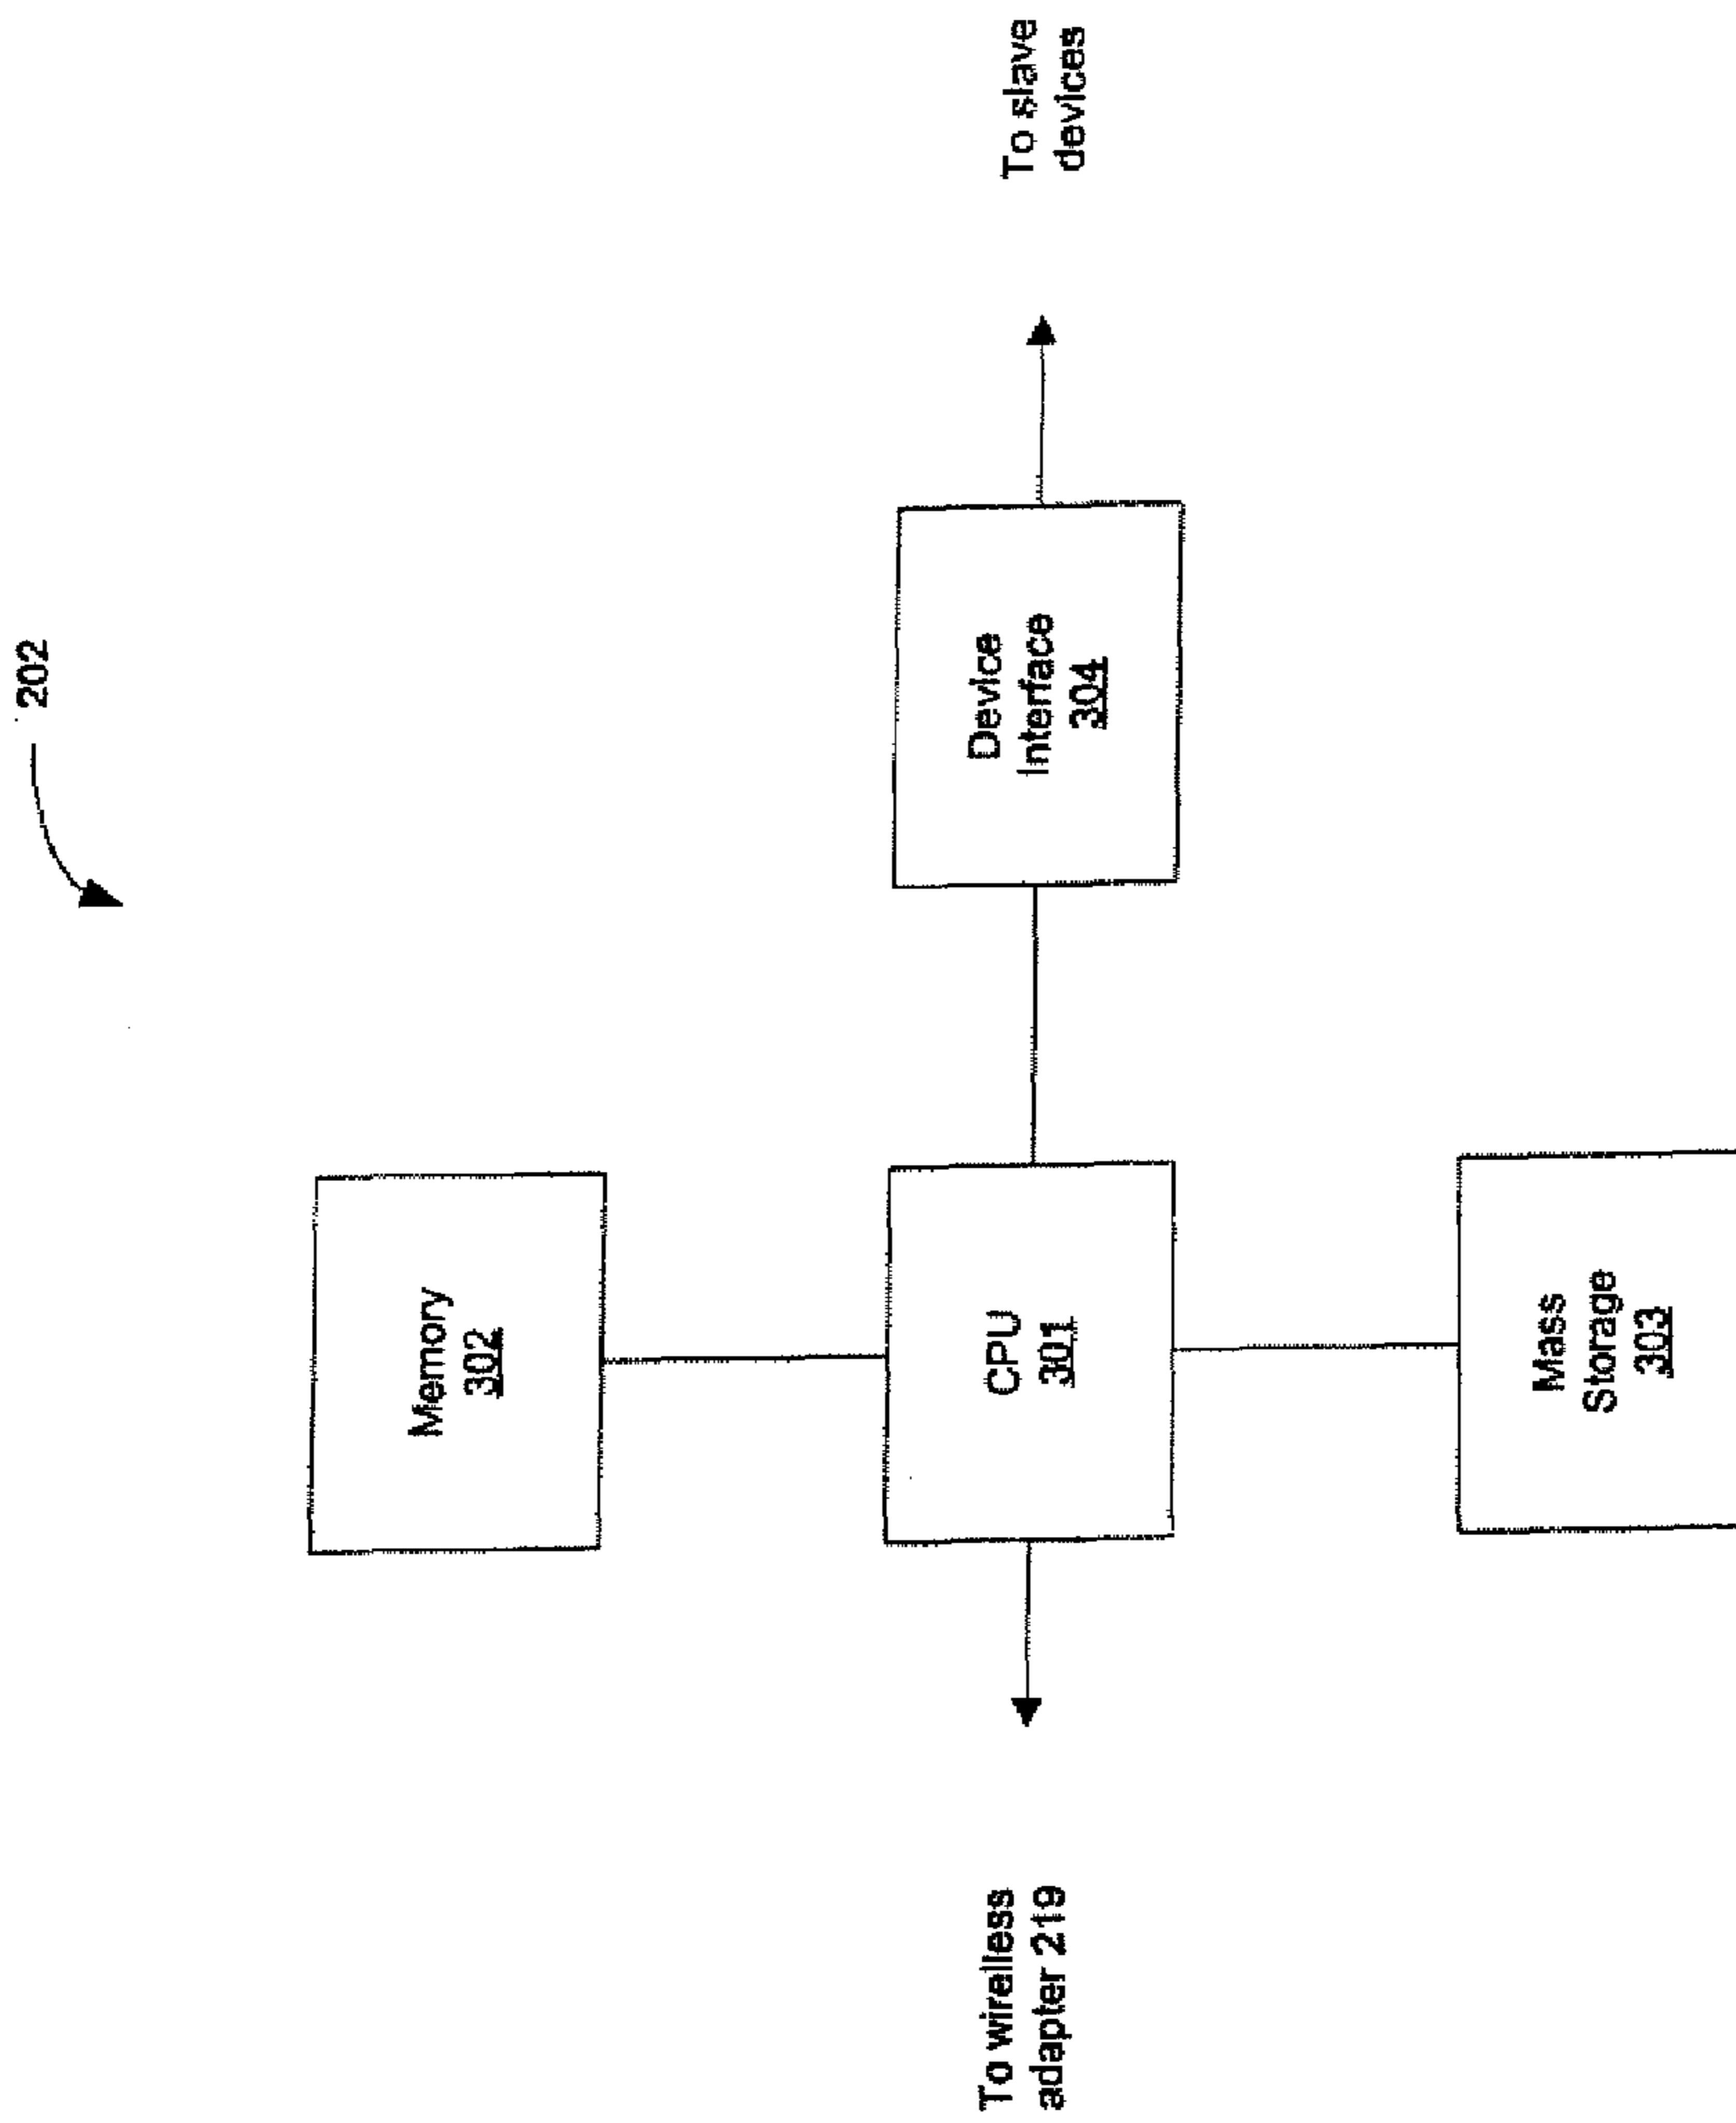 202
Memory
302
To wireless
adapter 219
CPU
301
Device
Interface
304
To slave
devices
Mass
Storage
303